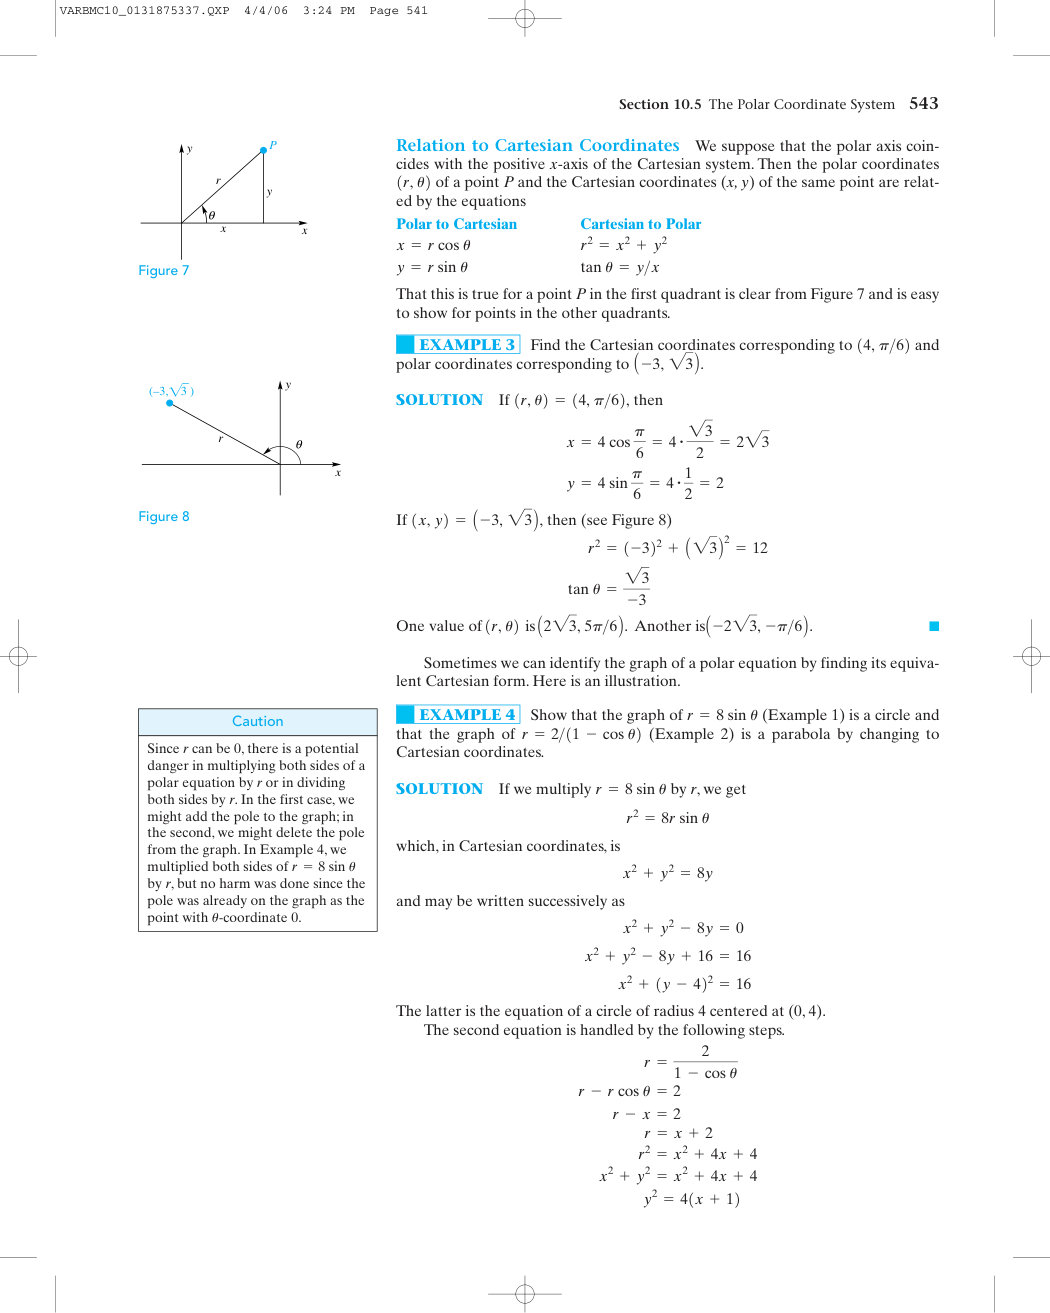 VARBMC10_0131875337.QXP 4/4/06 3:24 PM Page 541
Section 10.5 The Polar Coordinate System 543
y
P
r
y
θ
x
x
Figure 7
Relation to Cartesian Coordinates We suppose that the polar axis coin-
cides with the positive x-axis of the Cartesian system. Then the polar coordinates
(r, θ) of a point P and the Cartesian coordinates (x, y) of the same point are relat-
ed by the equations
Polar to Cartesian Cartesian to Polar
x = r cos θ r² = x² + y²
y = r sin θ tan θ = y/x
That this is true for a point P in the first quadrant is clear from Figure 7 and is easy
to show for points in the other quadrants.
EXAMPLE 3 Find the Cartesian coordinates corresponding to (4, π/6) and
polar coordinates corresponding to (−3, √3).
(–3,√3 )
y
r
θ
x
Figure 8
SOLUTION If (r, θ) = (4, π/6), then
x = 4 cos π/6 = 4 · √3/2 = 2√3
y = 4 sin π/6 = 4 · 1/2 = 2
If (x, y) = (−3, √3), then (see Figure 8)
r² = (−3)² + (√3)² = 12
tan θ = √3/−3
One value of (r, θ) is (2√3, 5π/6). Another is (−2√3, −π/6).
Sometimes we can identify the graph of a polar equation by finding its equiva-
lent Cartesian form. Here is an illustration.
EXAMPLE 4 Show that the graph of r = 8 sin θ (Example 1) is a circle and
that the graph of r = 2/(1 − cos θ) (Example 2) is a parabola by changing to
Cartesian coordinates.
Caution
Since r can be 0, there is a potential
danger in multiplying both sides of a
polar equation by r or in dividing
both sides by r. In the first case, we
might add the pole to the graph; in
the second, we might delete the pole
from the graph. In Example 4, we
multiplied both sides of r = 8 sin θ
by r, but no harm was done since the
pole was already on the graph as the
point with θ-coordinate 0.
SOLUTION If we multiply r = 8 sin θ by r, we get
r² = 8r sin θ
which, in Cartesian coordinates, is
x² + y² = 8y
and may be written successively as
x² + y² − 8y = 0
x² + y² − 8y + 16 = 16
x² + (y − 4)² = 16
The latter is the equation of a circle of radius 4 centered at (0, 4).
The second equation is handled by the following steps.
r = 2/(1 − cos θ)
r − r cos θ = 2
r − x = 2
r = x + 2
r² = x² + 4x + 4
x² + y² = x² + 4x + 4
y² = 4(x + 1)